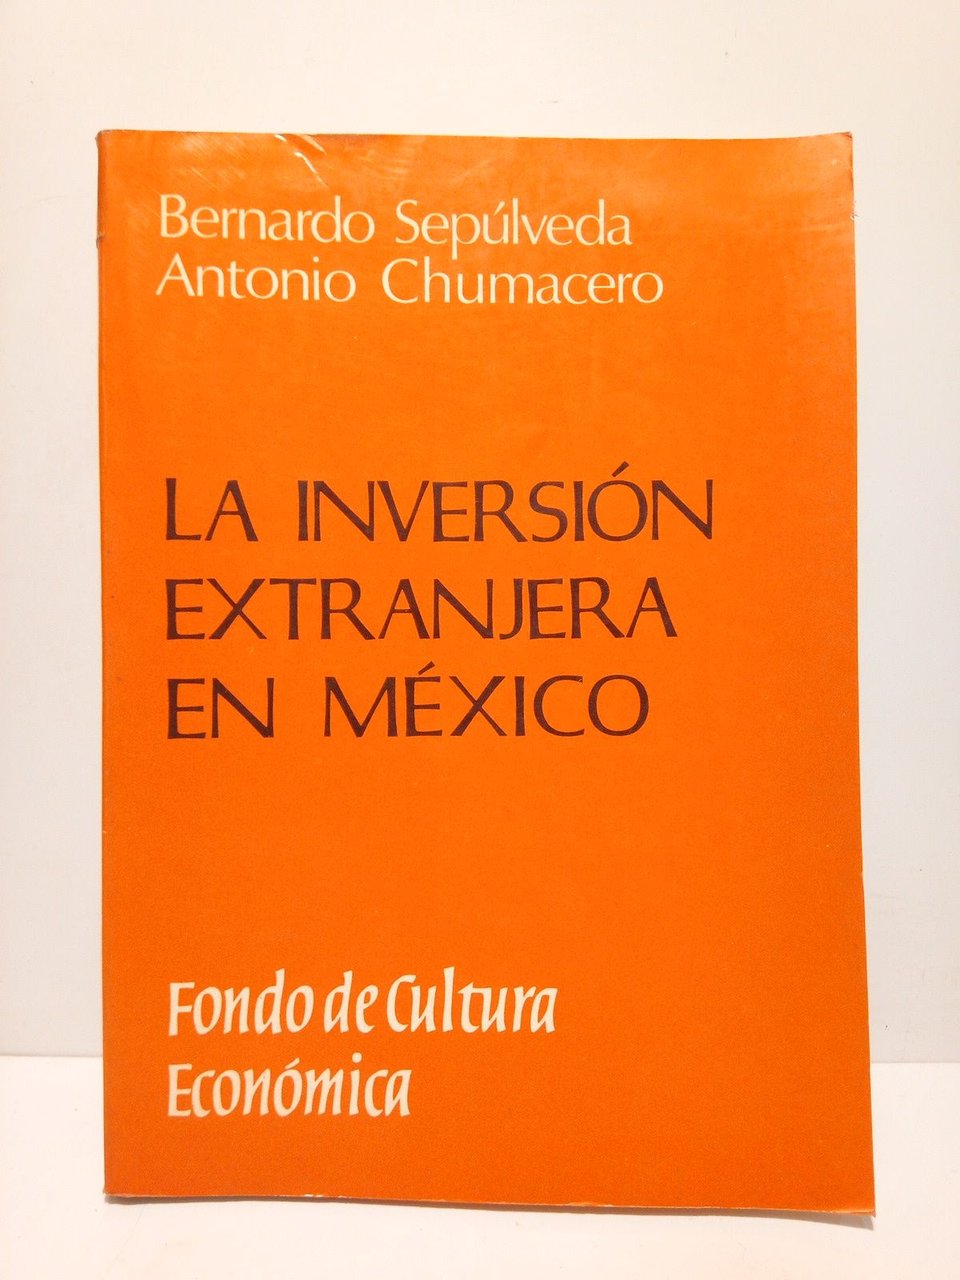 Bernardo Sepúlveda
Antonio Chumacero
LA INVERSIÓN
EXTRANJERA
EN MÉXICO
Fondo de Cultura
Económica